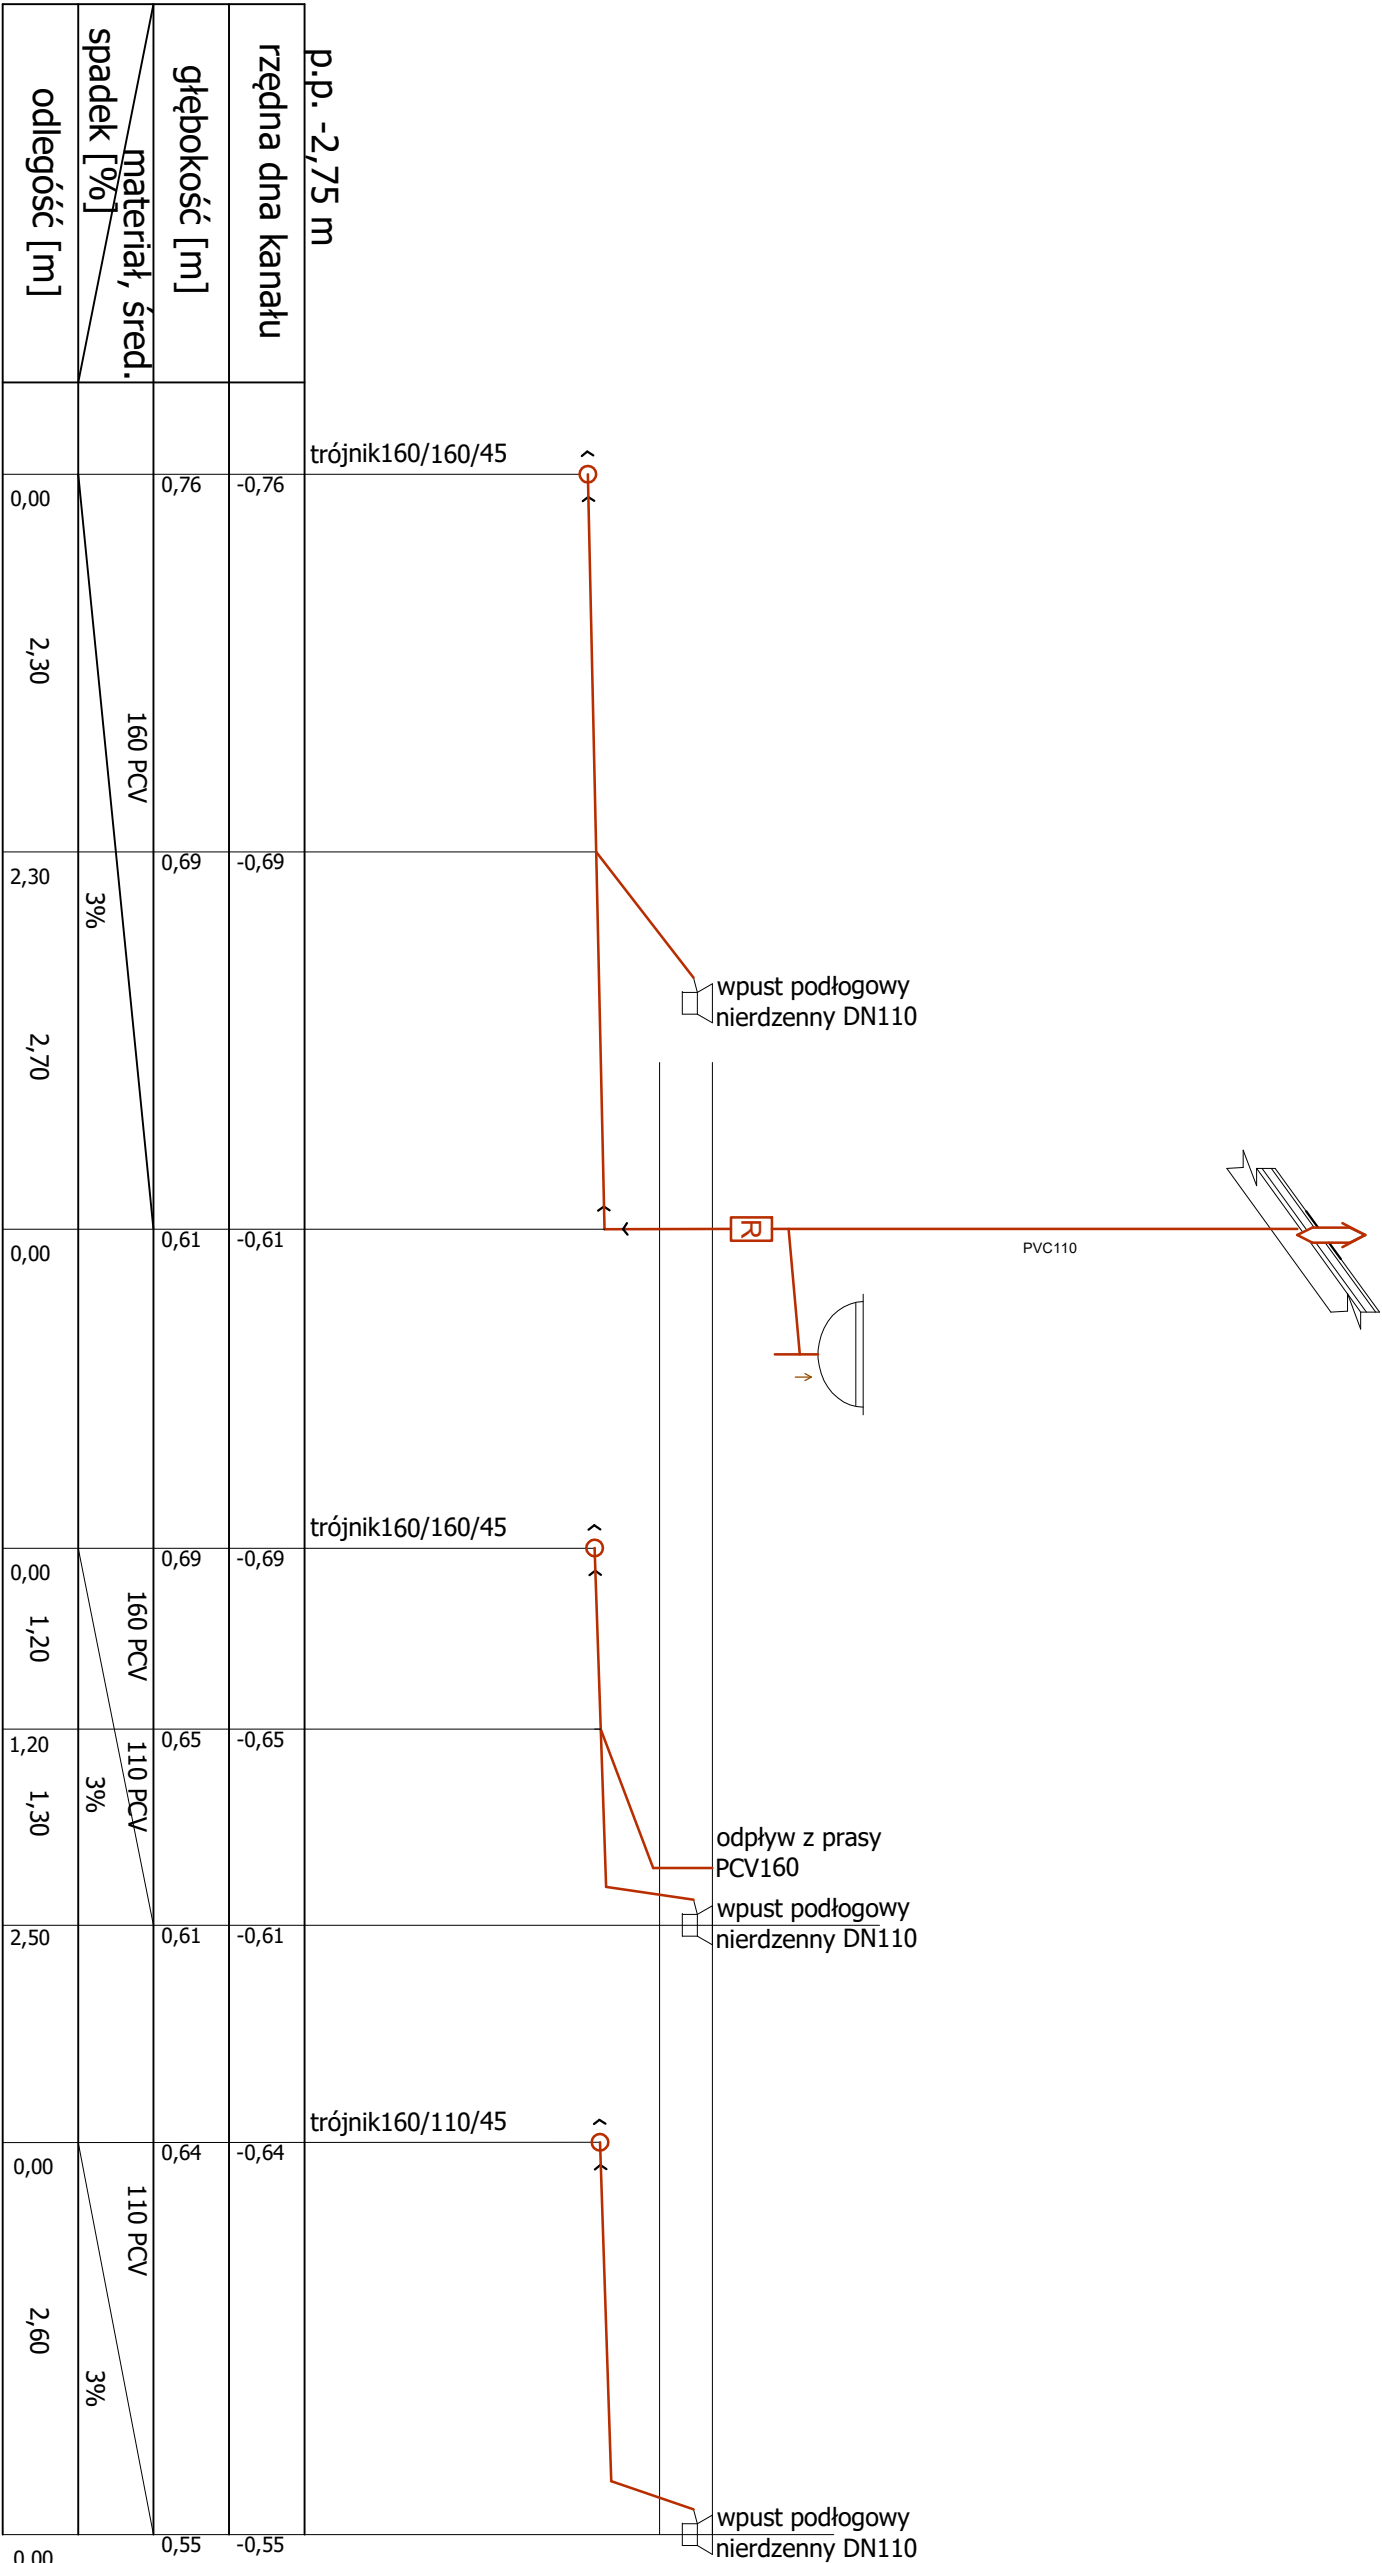 p.p. -2,75 m
rzędna dna kanału
głębokość [m]
materiał, śred.
spadek [%]
odlegóść [m]
trójnik160/160/45
0,00
0,76
-0,76
2,30
160 PCV
2,30
0,69
-0,69
3%
wpust podłogowy
nierdzenny DN110
2,70
0,00
0,61
-0,61
R
PVC110
trójnik160/160/45
0,00
0,69
-0,69
1,20
160 PCV
1,20
0,65
-0,65
1,30
110 PCV
3%
odpływ z prasy
PCV160
wpust podłogowy
nierdzenny DN110
2,50
0,61
-0,61
trójnik160/110/45
0,00
0,64
-0,64
110 PCV
2,60
3%
wpust podłogowy
nierdzenny DN110
0,00
0,55
-0,55